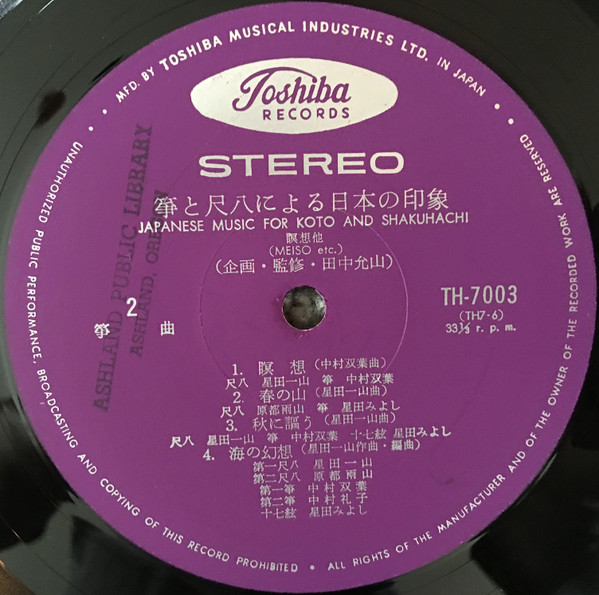 • MFD. BY TOSHIBA MUSICAL INDUSTRIES LTD. IN JAPAN •
Toshiba
RECORDS
STEREO
箏と尺八による日本の印象
JAPANESE MUSIC FOR KOTO AND SHAKUHACHI
瞑想他
(MEISO etc.)
(企画・監修・田中允山)
2
箏 曲
TH-7003
(TH7-6)
33⅓ r. p. m.
1. 瞑 想 (中村双葉曲)
尺八 星田一山 箏 中村双葉
2. 春の山 (星田一山曲)
尺八 原都雨山 箏 星田みよし
3. 秋に謳う (星田一山曲)
尺八 星田一山 箏 中村双葉 十七絃 星田みよし
4. 海の幻想 (星田一山作曲・編曲)
第一尺八 星田一山
第二尺八 原都雨山
第一箏 中村双葉
第二箏 中村礼子
十七絃 星田みよし
ASHLAND PUBLIC LIBRARY
ASHLAND, OREGON
UNAUTHORIZED PUBLIC PERFORMANCE, BROADCASTING AND COPYING OF THIS RECORD PROHIBITED • ALL RIGHTS OF THE MANUFACTURER AND OF THE OWNER OF THE RECORDED WORK ARE RESERVED